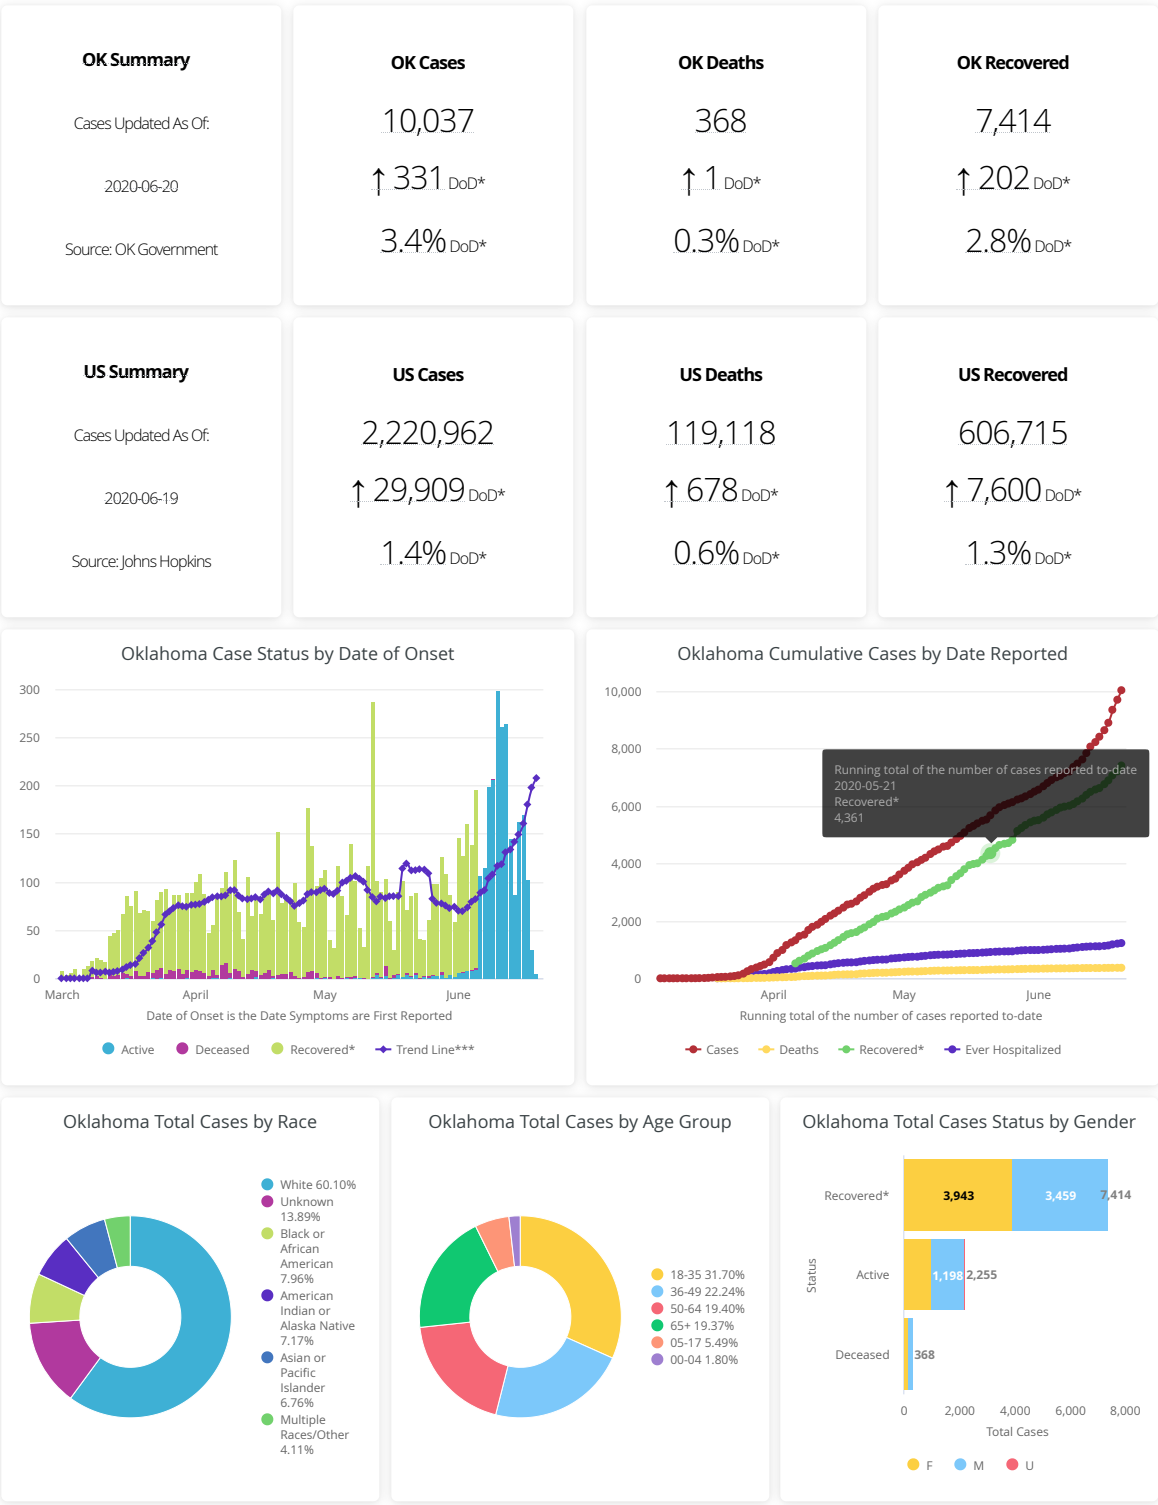 OK Summary
Cases Updated As Of:
2020-06-20
Source: OK Government
OK Cases
10,037
↑ 331 DoD*
3.4% DoD*
OK Deaths
368
↑ 1 DoD*
0.3% DoD*
OK Recovered
7,414
↑ 202 DoD*
2.8% DoD*
US Summary
Cases Updated As Of:
2020-06-19
Source: Johns Hopkins
US Cases
2,220,962
↑ 29,909 DoD*
1.4% DoD*
US Deaths
119,118
↑ 678 DoD*
0.6% DoD*
US Recovered
606,715
↑ 7,600 DoD*
1.3% DoD*
Oklahoma Case Status by Date of Onset
300
250
200
150
100
50
0
March April May June
Date of Onset is the Date Symptoms are First Reported
Active Deceased Recovered* Trend Line***
Oklahoma Cumulative Cases by Date Reported
10,000
8,000
6,000
4,000
2,000
0
Running total of the number of cases reported to-date
2020-05-21
Recovered*
4,361
April May June
Running total of the number of cases reported to-date
Cases Deaths Recovered* Ever Hospitalized
Oklahoma Total Cases by Race
White 60.10%
Unknown
13.89%
Black or
African
American
7.96%
American
Indian or
Alaska Native
7.17%
Asian or
Pacific
Islander
6.76%
Multiple
Races/Other
4.11%
Oklahoma Total Cases by Age Group
18-35 31.70%
36-49 22.24%
50-64 19.40%
65+ 19.37%
05-17 5.49%
00-04 1.80%
Oklahoma Total Cases Status by Gender
Status
Recovered* 3,943 3,459 7,414
Active 1,198 2,255
Deceased 368
0 2,000 4,000 6,000 8,000
Total Cases
F M U